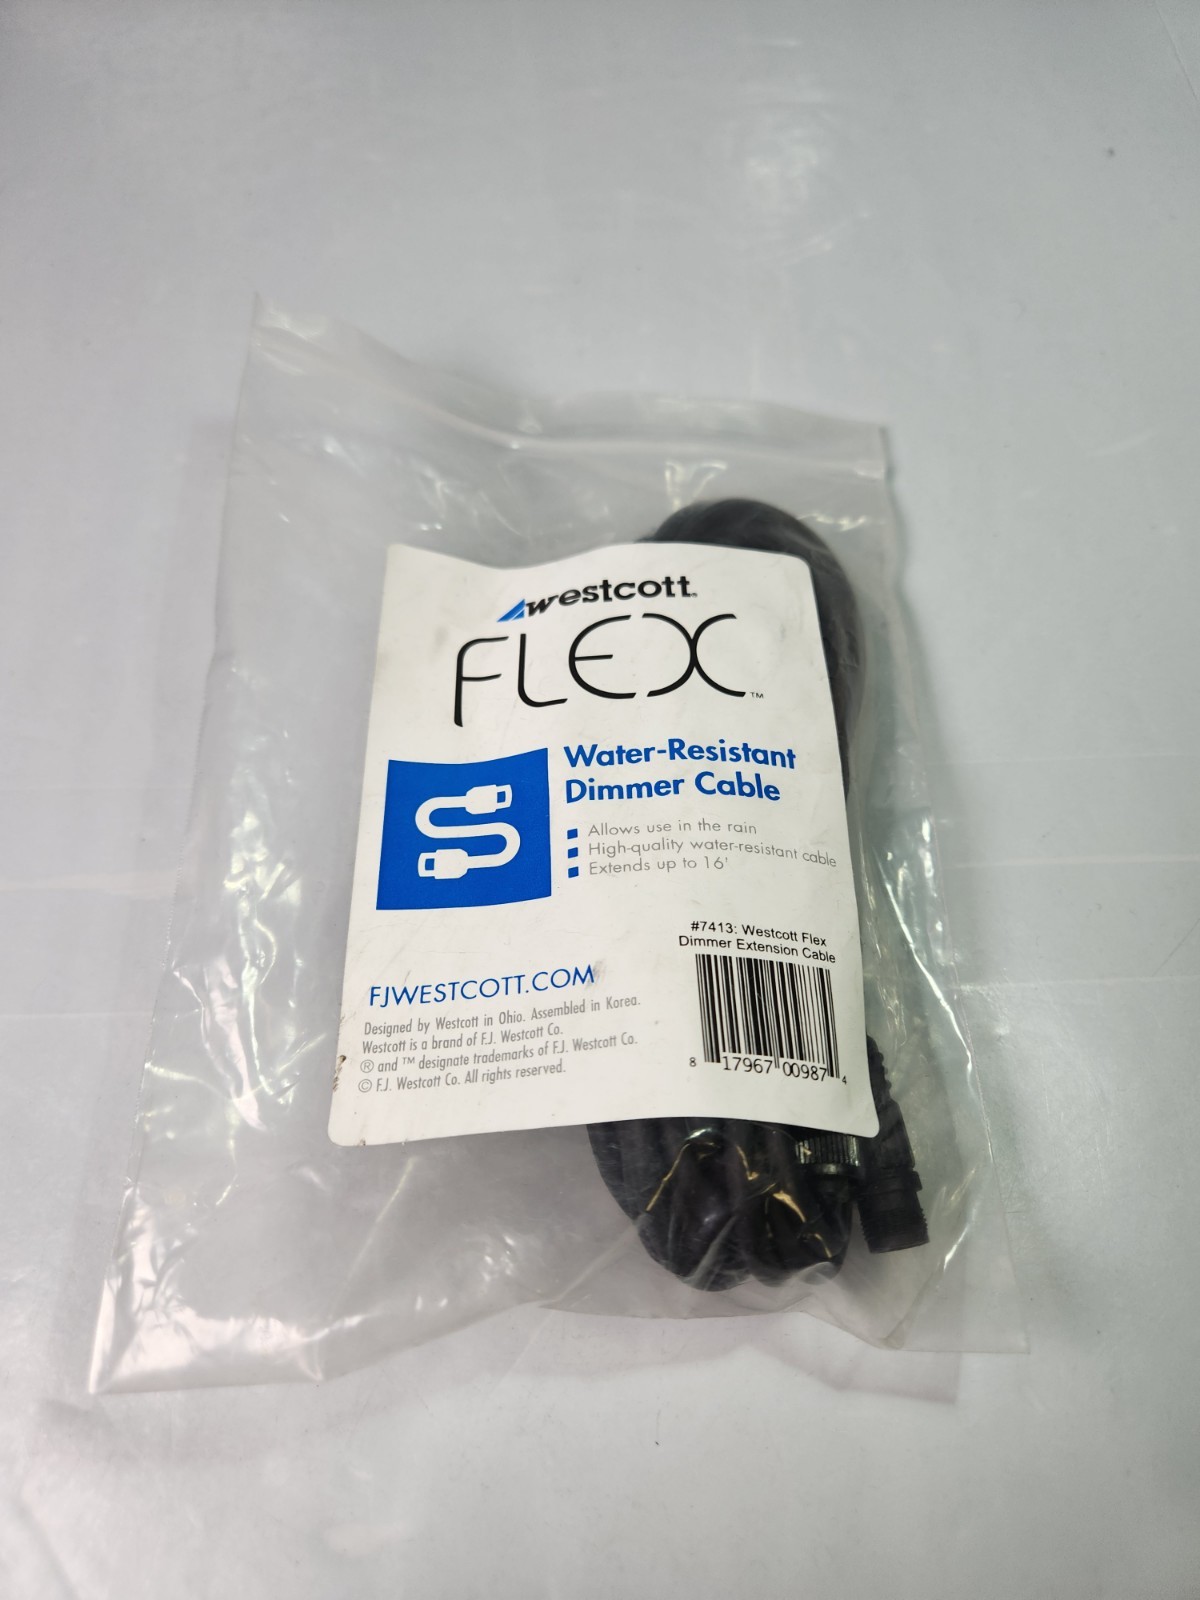 westcott®
FLEX™
Water-Resistant
Dimmer Cable
Allows use in the rain
High-quality water-resistant cable
Extends up to 16'
#7413: Westcott Flex
Dimmer Extension Cable
8 17967 00987 4
FJWESTCOTT.COM
Designed by Westcott in Ohio. Assembled in Korea.
Westcott is a brand of F.J. Westcott Co.
® and ™ designate trademarks of F.J. Westcott Co.
© F.J. Westcott Co. All rights reserved.